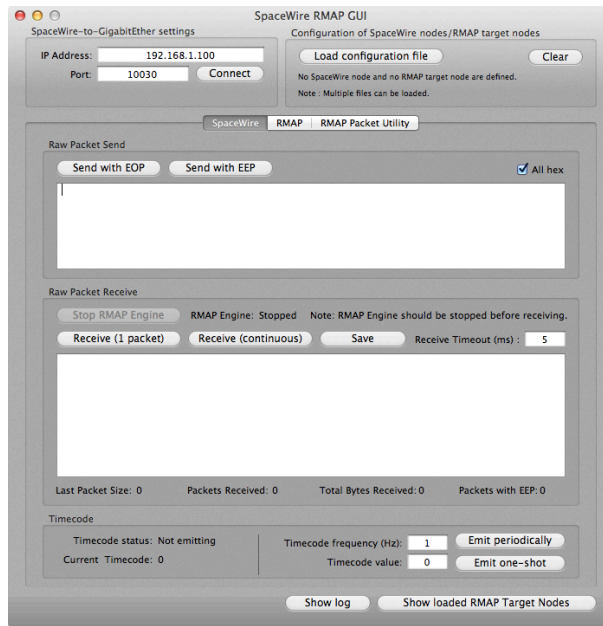 SpaceWire RMAP GUI
SpaceWire-to-GigabitEther settings
IP Address: 192.168.1.100
Port: 10030 Connect
Configuration of SpaceWire nodes/RMAP target nodes
Load configuration file Clear
No SpaceWire node and no RMAP target node are defined.
Note : Multiple files can be loaded.
SpaceWire RMAP RMAP Packet Utility
Raw Packet Send
Send with EOP Send with EEP All hex
Raw Packet Receive
Stop RMAP Engine RMAP Engine: Stopped Note: RMAP Engine should be stopped before receiving.
Receive (1 packet) Receive (continuous) Save Receive Timeout (ms) : 5
Last Packet Size: 0 Packets Received: 0 Total Bytes Received: 0 Packets with EEP: 0
Timecode
Timecode status: Not emitting
Current Timecode: 0
Timecode frequency (Hz): 1 Emit periodically
Timecode value: 0 Emit one-shot
Show log Show loaded RMAP Target Nodes